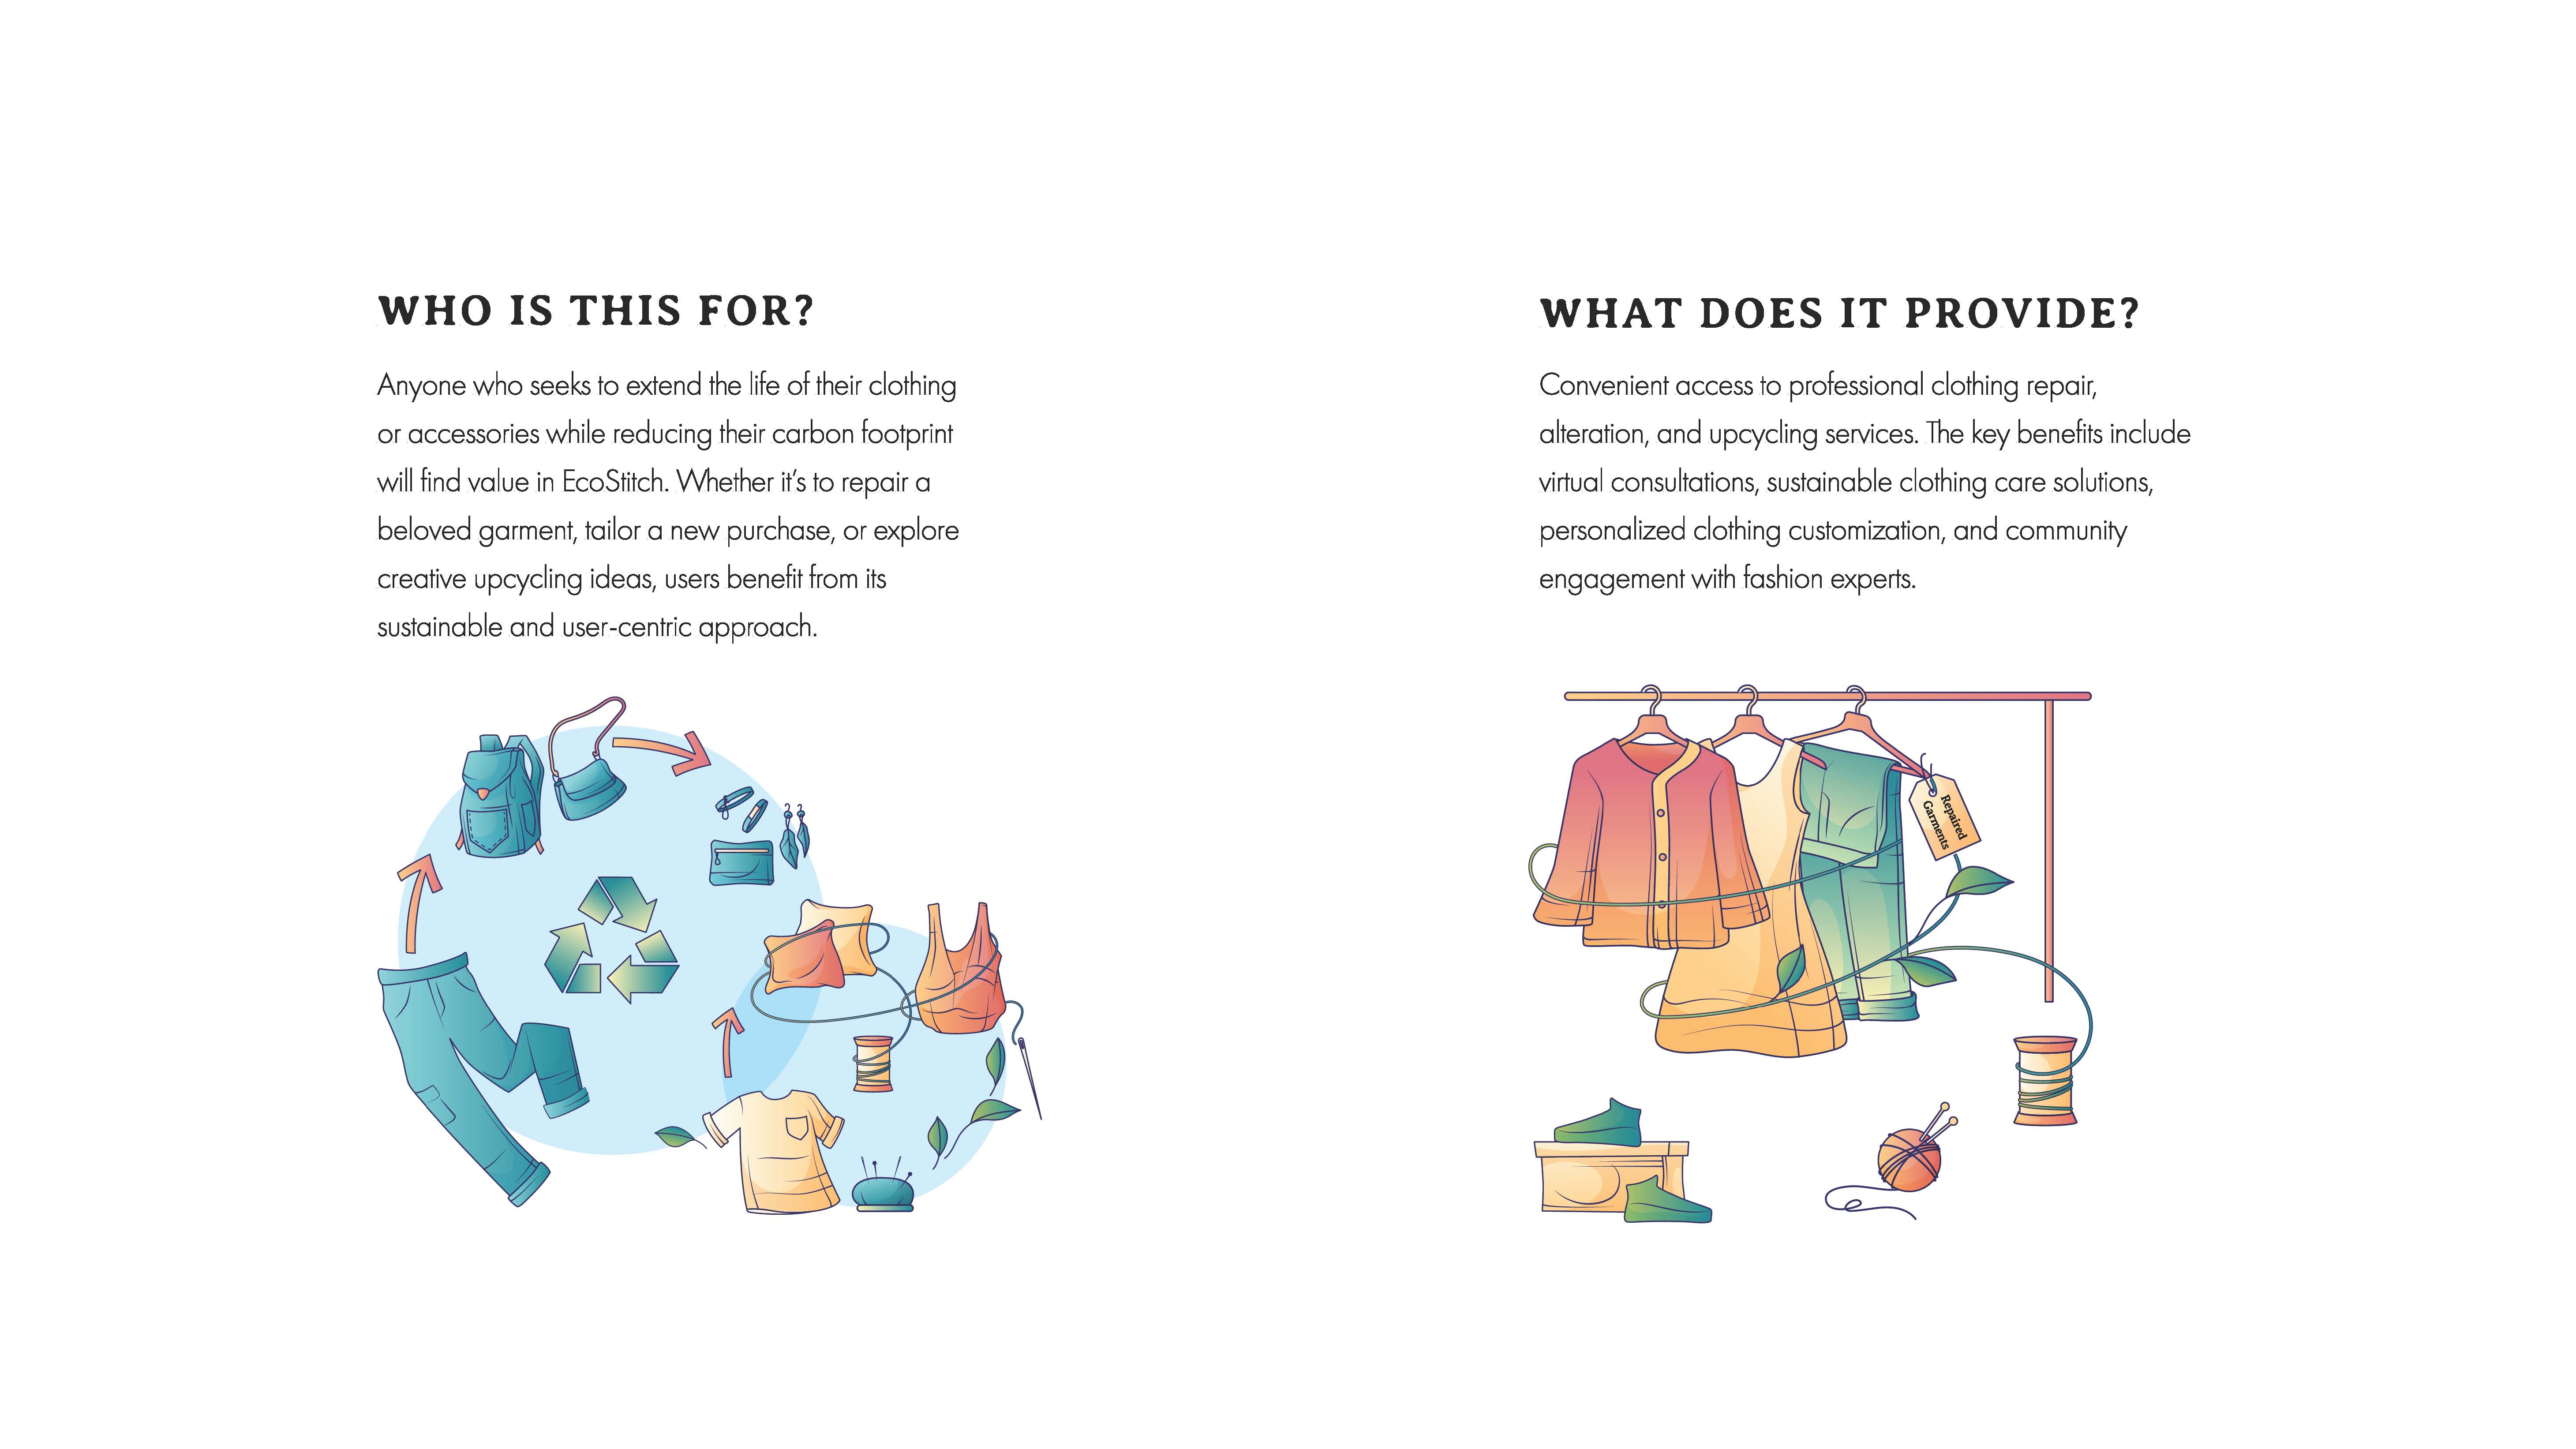 WHO IS THIS FOR?
Anyone who seeks to extend the life of their clothing
or accessories while reducing their carbon footprint
will find value in EcoStitch. Whether it's to repair a
beloved garment, tailor a new purchase, or explore
creative upcycling ideas, users benefit from its
sustainable and user-centric approach.
WHAT DOES IT PROVIDE?
Convenient access to professional clothing repair,
alteration, and upcycling services. The key benefits include
virtual consultations, sustainable clothing care solutions,
personalized clothing customization, and community
engagement with fashion experts.
Repaired
Garments